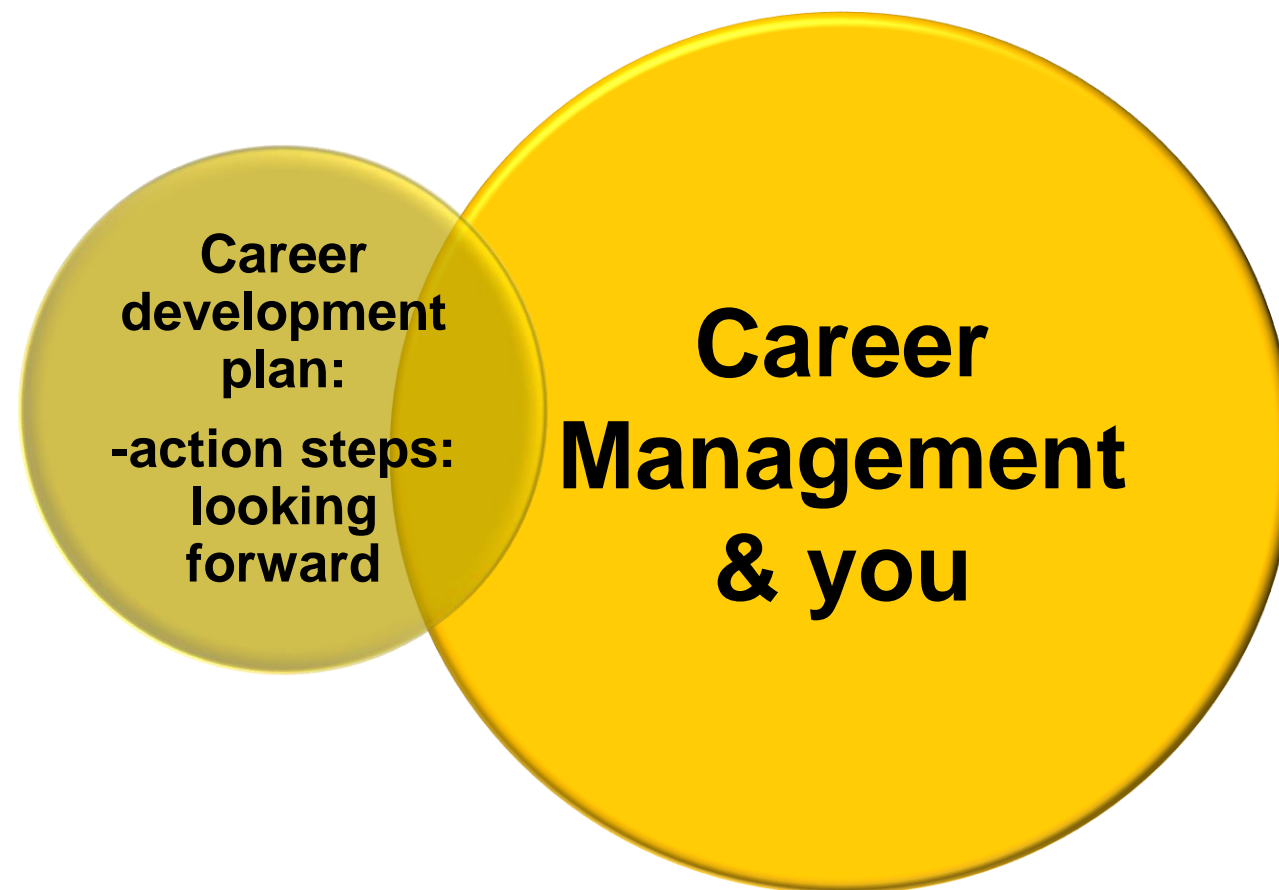 Career
development
plan:
-action steps:
looking
forward
Career
Management
& you